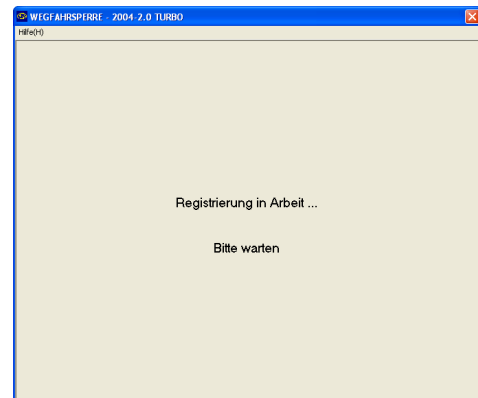 WEGFAHRSPERRE - 2004-2.0 TURBO
Hilfe(H)
Registrierung in Arbeit ...
Bitte warten